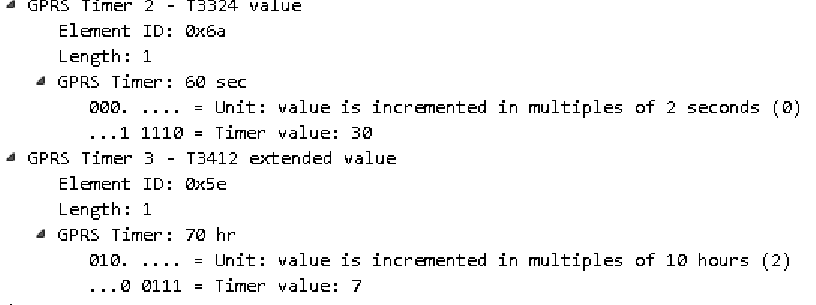 GPRS Timer 2 - T3324 value
Element ID: 0x6a
Length: 1
GPRS Timer: 60 sec
000. .... = Unit: value is incremented in multiples of 2 seconds (0)
...1 1110 = Timer value: 30
GPRS Timer 3 - T3412 extended value
Element ID: 0x5e
Length: 1
GPRS Timer: 70 hr
010. .... = Unit: value is incremented in multiples of 10 hours (2)
...0 0111 = Timer value: 7